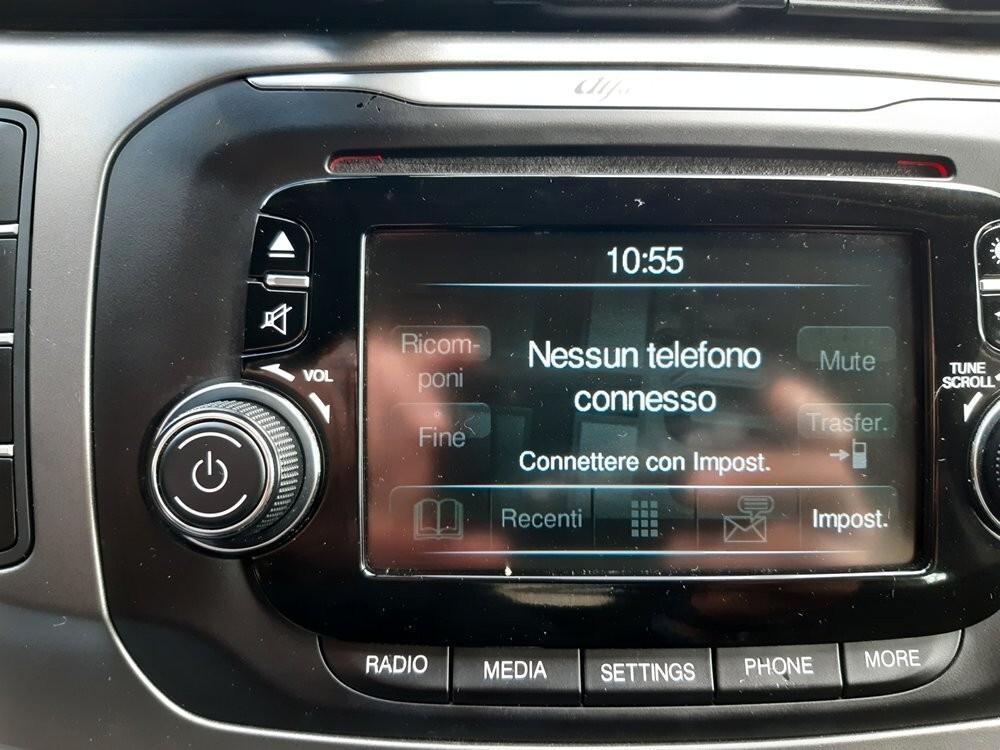 Alfa
10:55
Ricom-
poni
Nessun telefono
connesso
Mute
VOL
TUNE
SCROLL
Fine
Trasfer.
Connettere con Impost.
Recenti
Impost.
RADIO
MEDIA
SETTINGS
PHONE
MORE